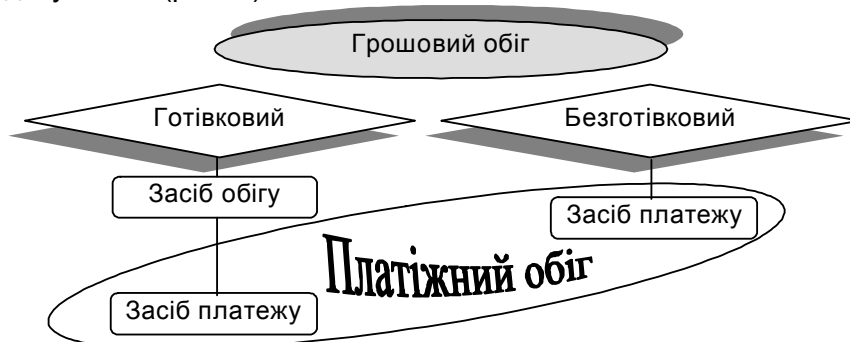 Грошовий обіг
Готівковий
Безготівковий
Засіб обігу
Засіб платежу
Платіжний обіг
Засіб платежу